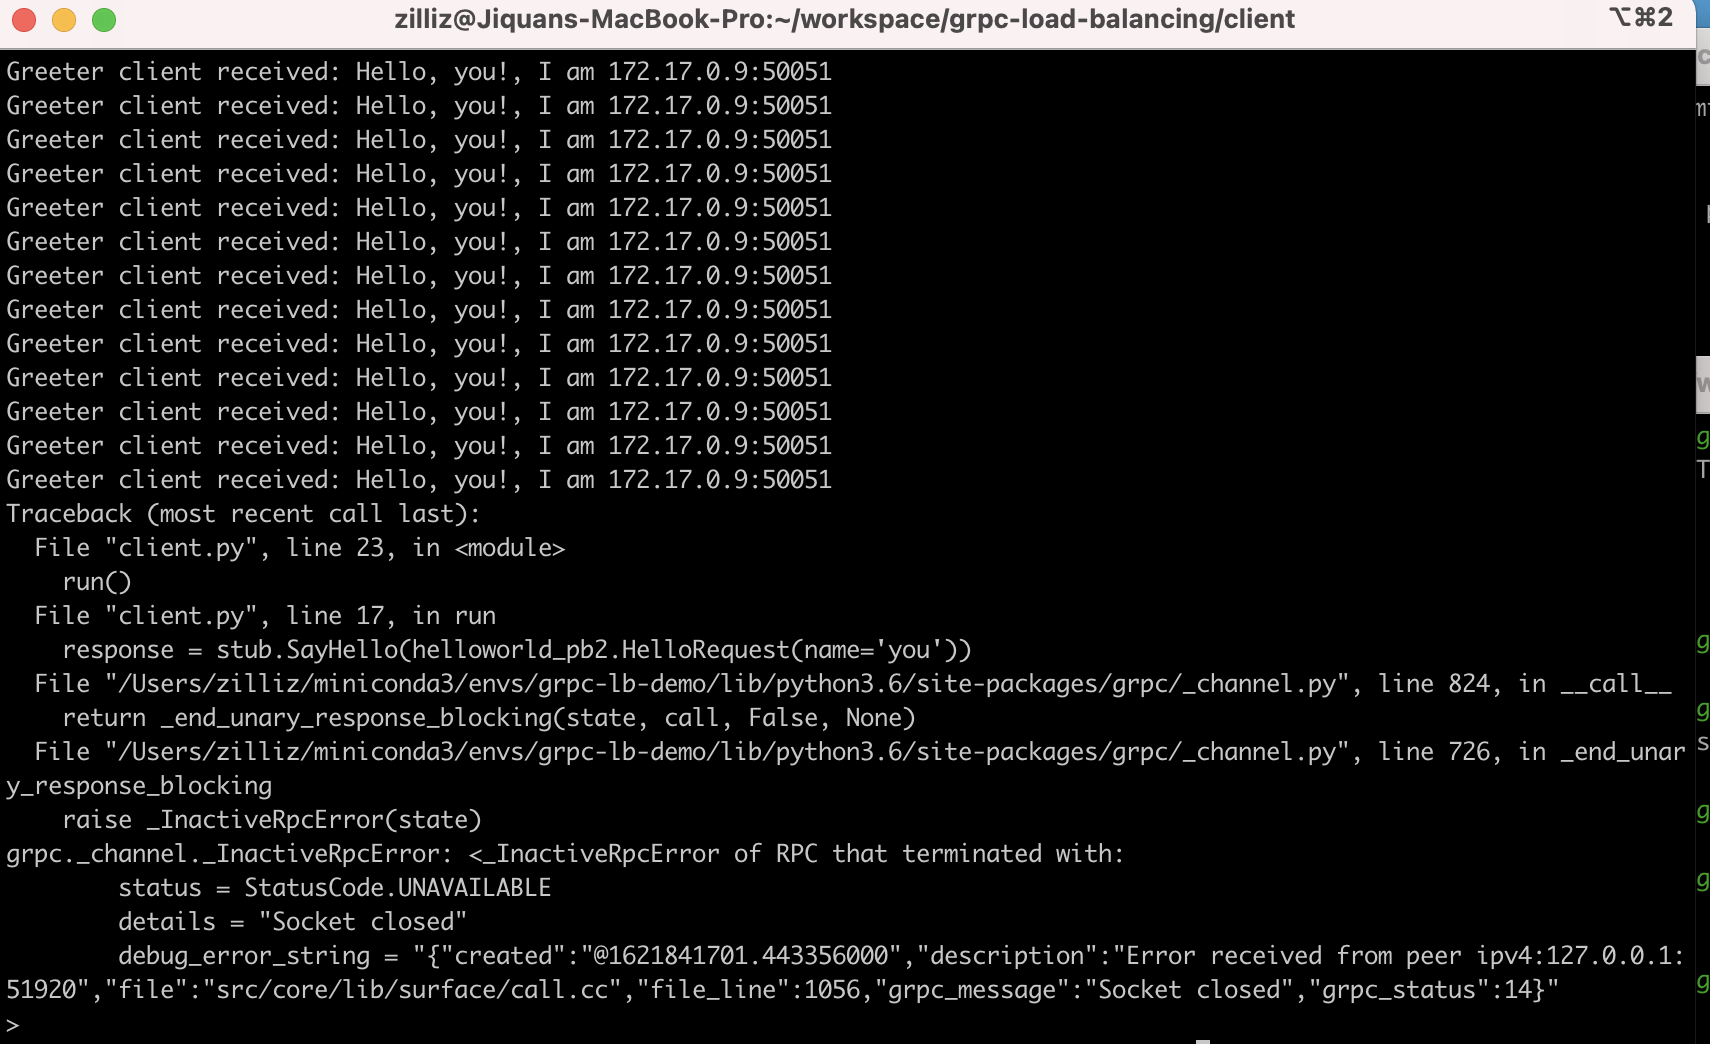 zilliz@Jiquans-MacBook-Pro:~/workspace/grpc-load-balancing/client
⌥⌘2
Greeter client received: Hello, you!, I am 172.17.0.9:50051
Greeter client received: Hello, you!, I am 172.17.0.9:50051
Greeter client received: Hello, you!, I am 172.17.0.9:50051
Greeter client received: Hello, you!, I am 172.17.0.9:50051
Greeter client received: Hello, you!, I am 172.17.0.9:50051
Greeter client received: Hello, you!, I am 172.17.0.9:50051
Greeter client received: Hello, you!, I am 172.17.0.9:50051
Greeter client received: Hello, you!, I am 172.17.0.9:50051
Greeter client received: Hello, you!, I am 172.17.0.9:50051
Greeter client received: Hello, you!, I am 172.17.0.9:50051
Greeter client received: Hello, you!, I am 172.17.0.9:50051
Greeter client received: Hello, you!, I am 172.17.0.9:50051
Greeter client received: Hello, you!, I am 172.17.0.9:50051
Traceback (most recent call last):
  File "client.py", line 23, in <module>
    run()
  File "client.py", line 17, in run
    response = stub.SayHello(helloworld_pb2.HelloRequest(name='you'))
  File "/Users/zilliz/miniconda3/envs/grpc-lb-demo/lib/python3.6/site-packages/grpc/_channel.py", line 824, in __call__
    return _end_unary_response_blocking(state, call, False, None)
  File "/Users/zilliz/miniconda3/envs/grpc-lb-demo/lib/python3.6/site-packages/grpc/_channel.py", line 726, in _end_unar
y_response_blocking
    raise _InactiveRpcError(state)
grpc._channel._InactiveRpcError: <_InactiveRpcError of RPC that terminated with:
        status = StatusCode.UNAVAILABLE
        details = "Socket closed"
        debug_error_string = "{"created":"@1621841701.443356000","description":"Error received from peer ipv4:127.0.0.1:
51920","file":"src/core/lib/surface/call.cc","file_line":1056,"grpc_message":"Socket closed","grpc_status":14}"
>